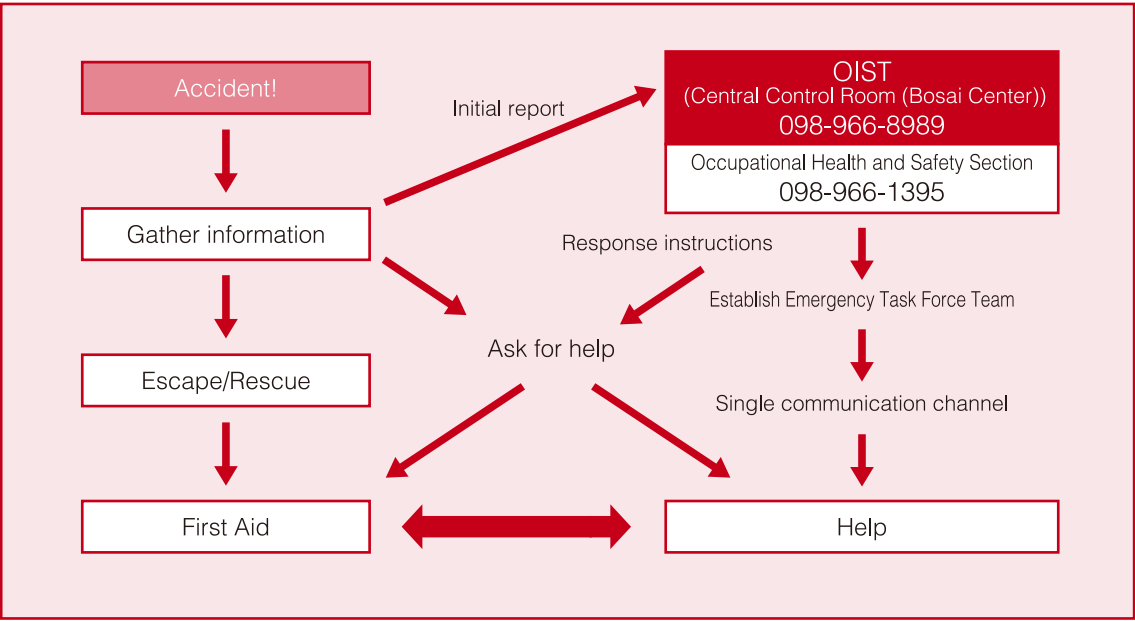 Accident!
Initial report
OIST
(Central Control Room (Bosai Center))
098-966-8989
Occupational Health and Safety Section
098-966-1395
Gather information
Response instructions
Establish Emergency Task Force Team
Ask for help
Escape/Rescue
Single communication channel
First Aid
Help